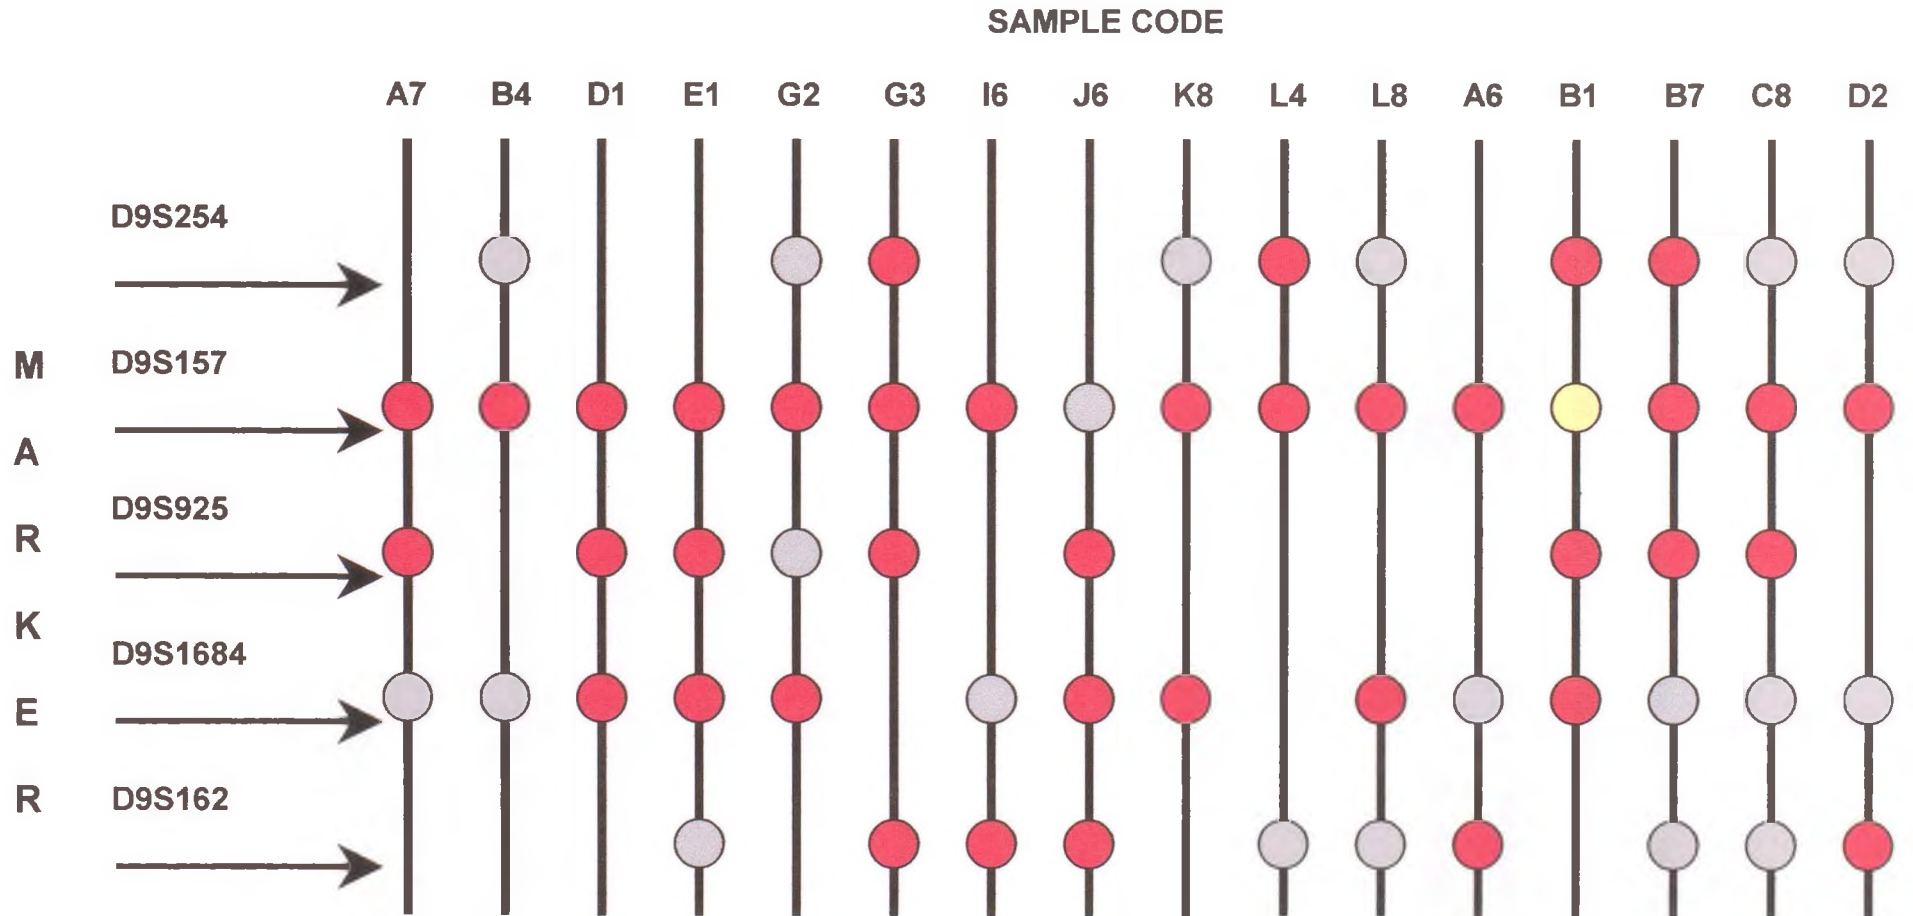 SAMPLE CODE
A7 B4 D1 E1 G2 G3 I6 J6 K8 L4 L8 A6 B1 B7 C8 D2
D9S254
D9S157
D9S925
D9S1684
D9S162
M
A
R
K
E
R